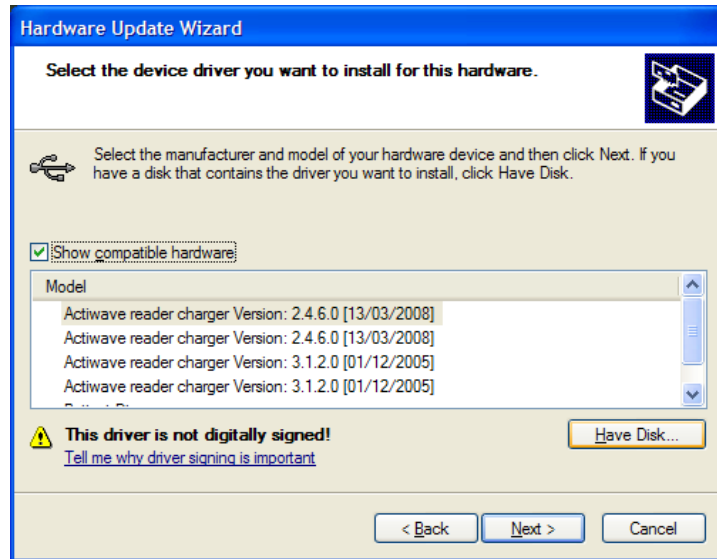 Hardware Update Wizard
Select the device driver you want to install for this hardware.
Select the manufacturer and model of your hardware device and then click Next. If you
have a disk that contains the driver you want to install, click Have Disk.
Show compatible hardware
Model
Actiwave reader charger Version: 2.4.6.0 [13/03/2008]
Actiwave reader charger Version: 2.4.6.0 [13/03/2008]
Actiwave reader charger Version: 3.1.2.0 [01/12/2005]
Actiwave reader charger Version: 3.1.2.0 [01/12/2005]
This driver is not digitally signed!
Have Disk...
Tell me why driver signing is important
< Back Next > Cancel